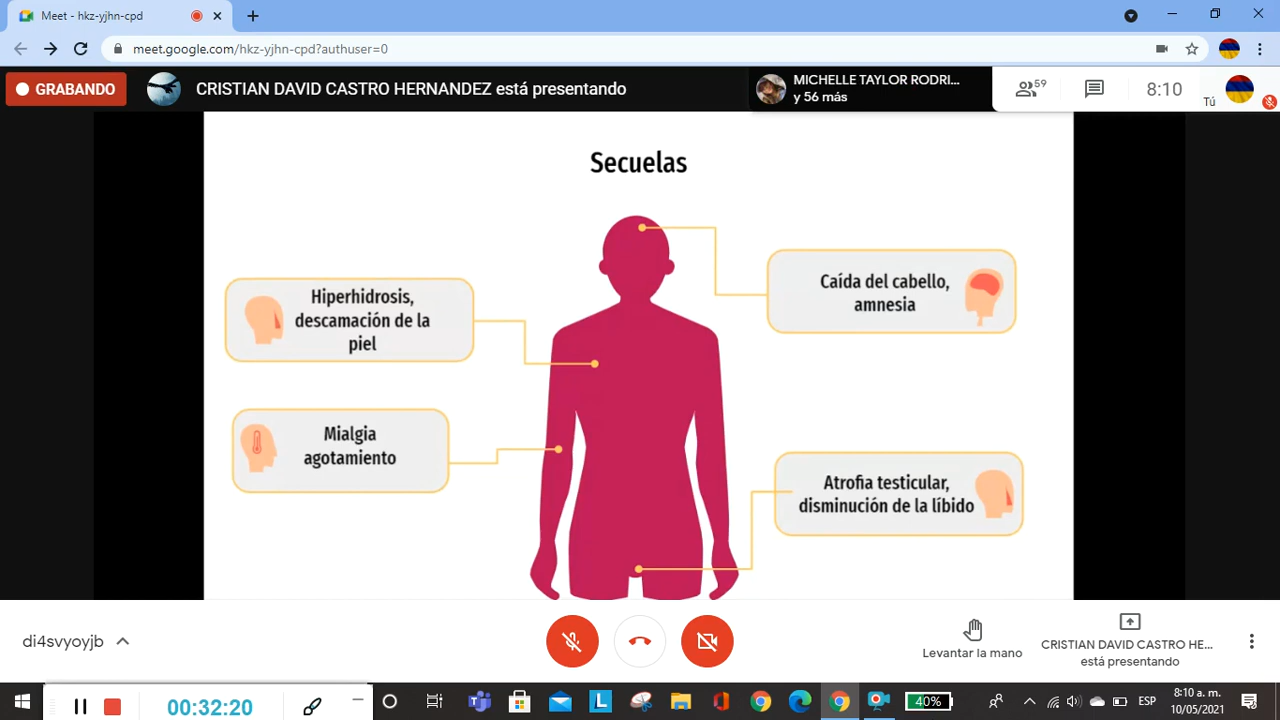 Meet - hkz-yjhn-cpd
meet.google.com/hkz-yjhn-cpd?authuser=0
GRABANDO
CRISTIAN DAVID CASTRO HERNANDEZ está presentando
MICHELLE TAYLOR RODRI...
y 56 más
59
8:10
Tú
Secuelas
Hiperhidrosis,
descamación de la
piel
Caída del cabello,
amnesia
Mialgia
agotamiento
Atrofia testicular,
disminución de la líbido
di4svyoyjb
Levantar la mano
CRISTIAN DAVID CASTRO HE...
está presentando
00:32:20
L
40%
ESP
8:10 a. m.
10/05/2021